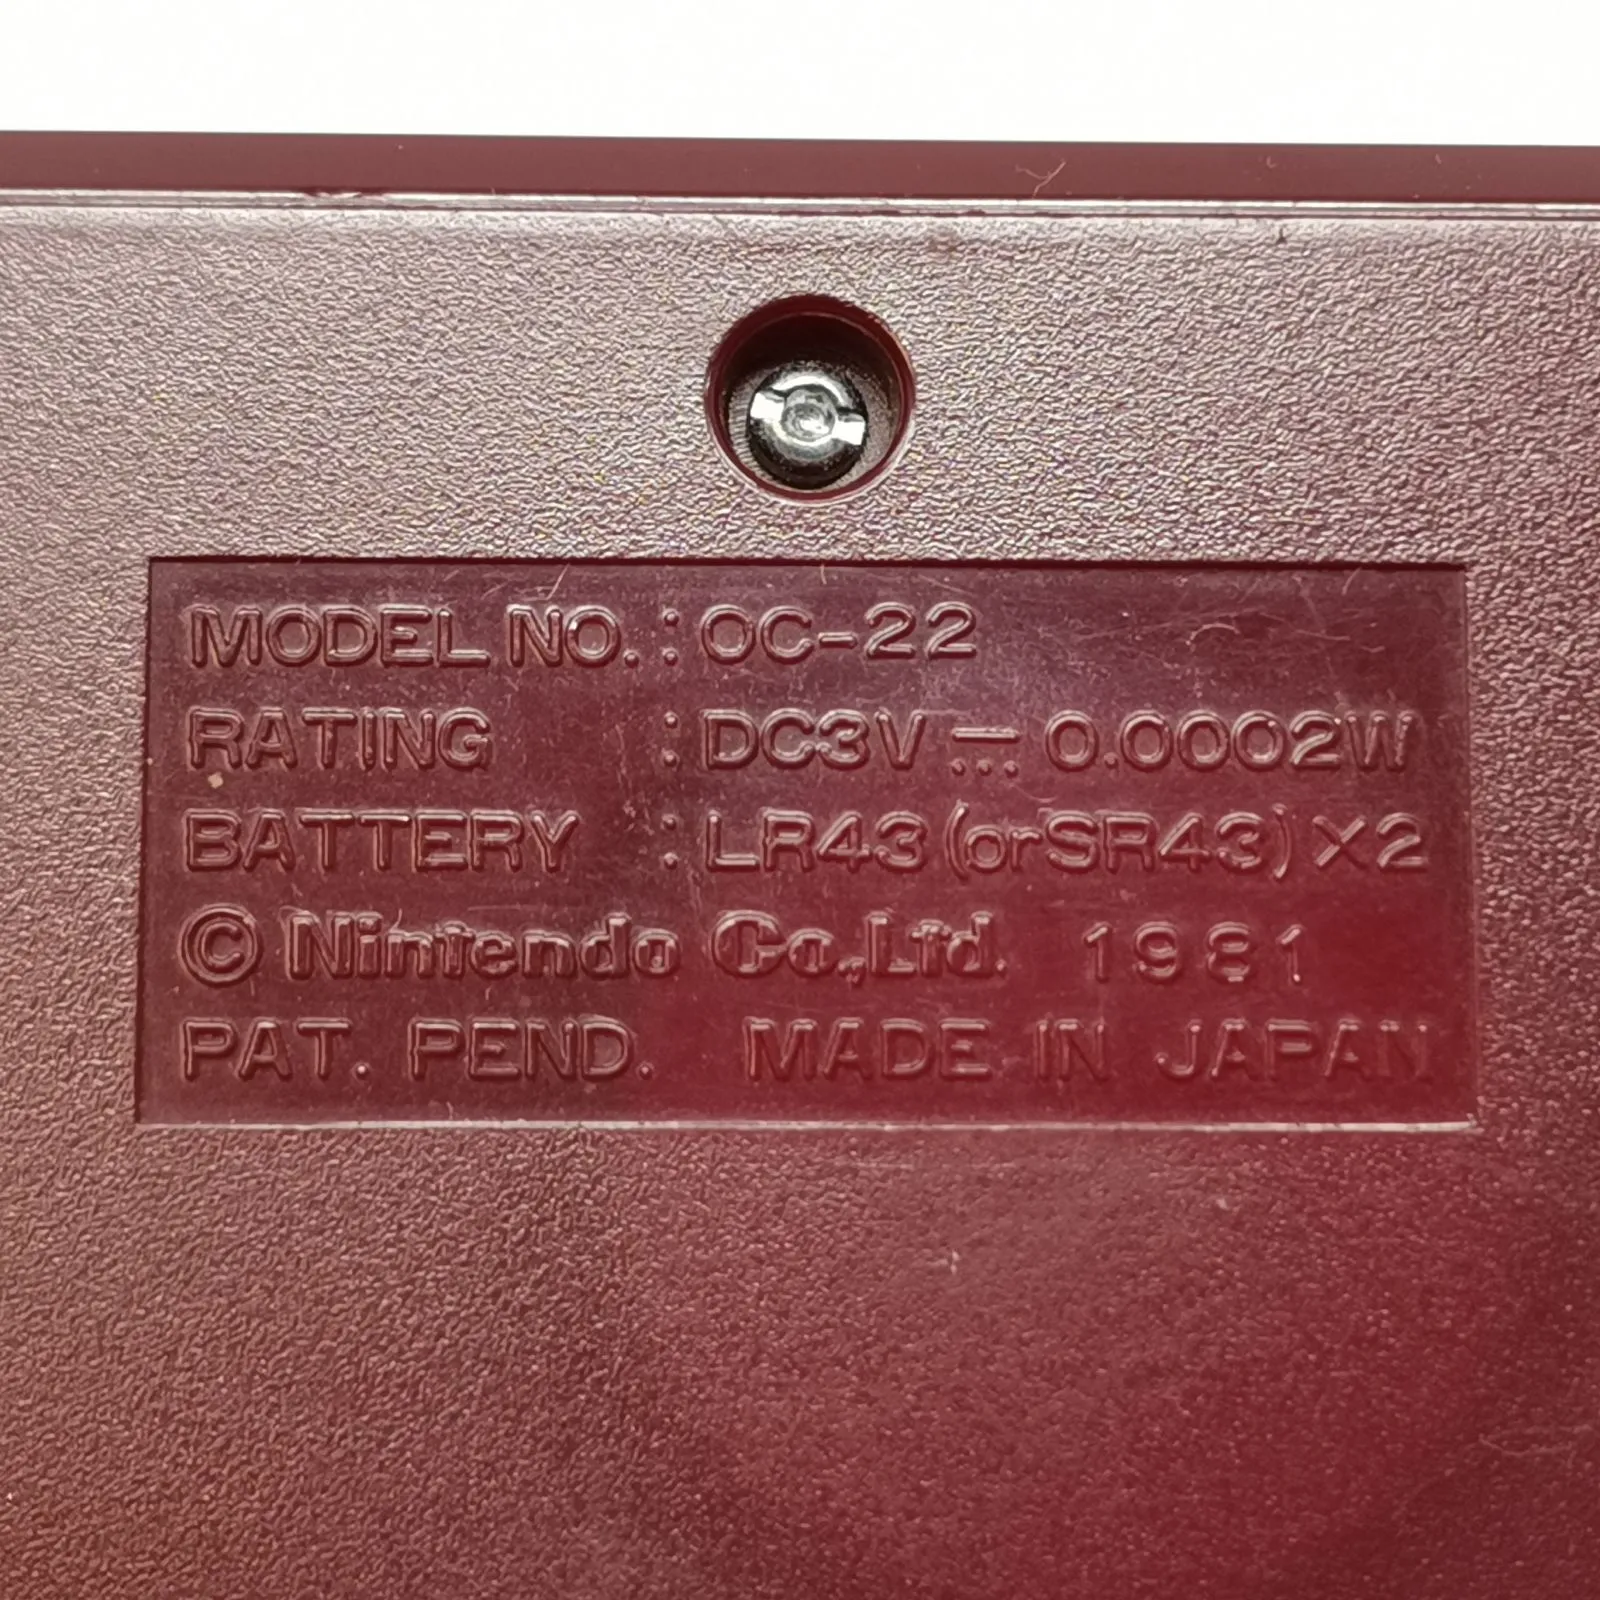 MODEL NO. : OC-22
RATING : DC3V ⎓ 0.0002W
BATTERY : LR43 (or SR43) ×2
© Nintendo Co.,Ltd. 1981
PAT. PEND. MADE IN JAPAN